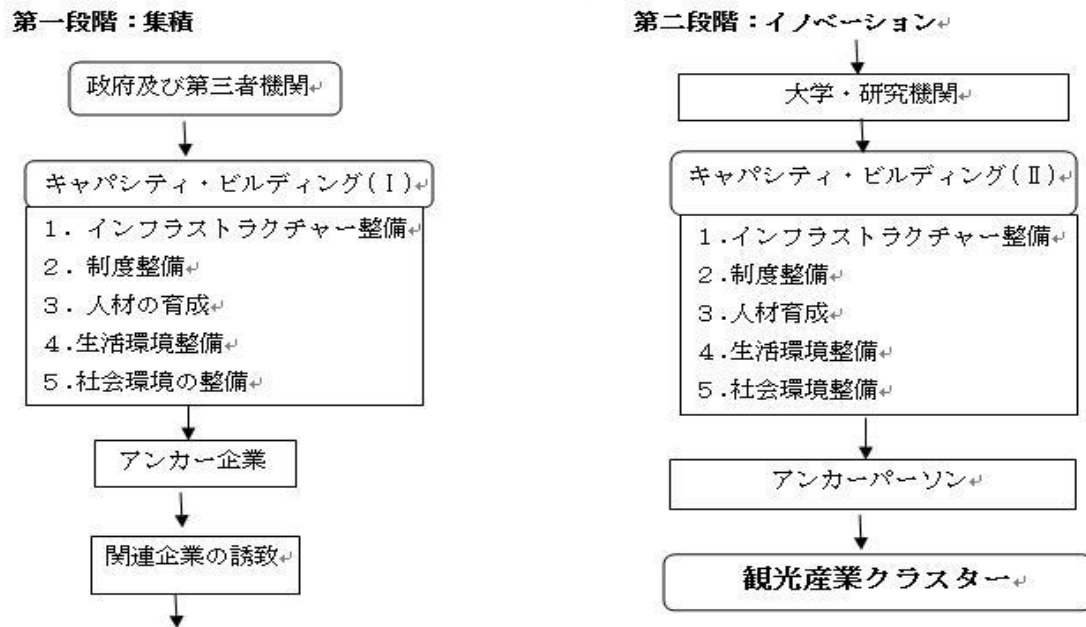 第一段階：集積
政府及び第三者機関
キャパシティ・ビルディング(Ⅰ)
１．インフラストラクチャー整備
２．制度整備
３．人材の育成
４.生活環境整備
５.社会環境の整備
アンカー企業
関連企業の誘致
第二段階：イノベーション
大学・研究機関
キャパシティ・ビルディング(Ⅱ)
１.インフラストラクチャー整備
２.制度整備
３.人材育成
４.生活環境整備
５.社会環境整備
アンカーパーソン
観光産業クラスター